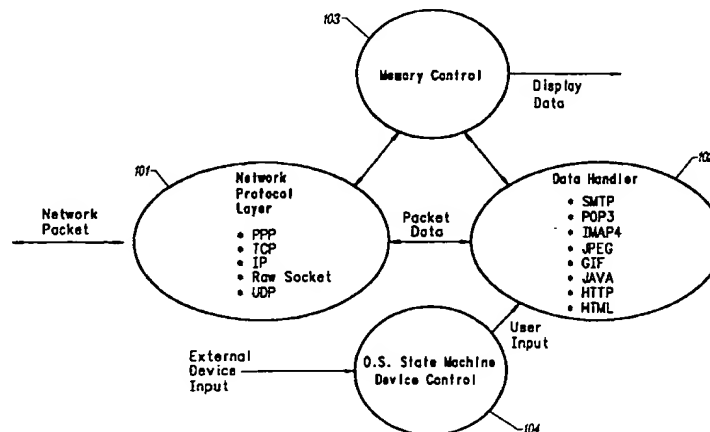 103
Memory Control
Display
Data
101
Network
Protocol
Layer
• PPP
• TCP
• IP
• Raw Socket
• UDP
Network
Packet
Packet
Data
102
Data Handler
• SMTP
• POP3
• IMAP4
• JPEG
• GIF
• JAVA
• HTTP
• HTML
User
Input
External
Device
Input
O.S. State Machine
Device Control
104